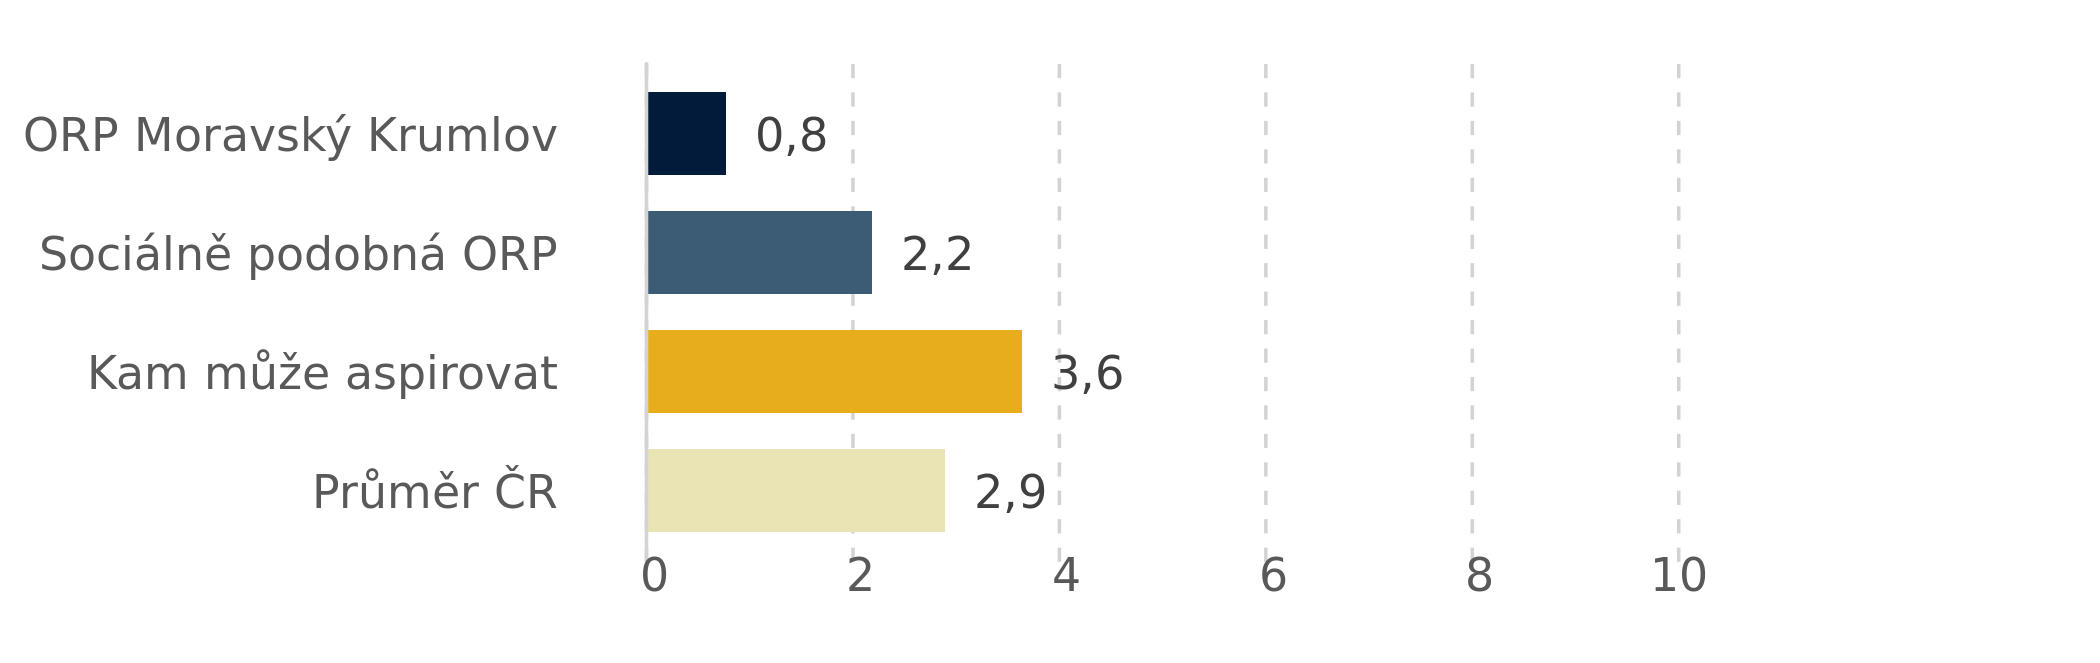 ORP Moravský Krumlov 0,8
Sociálně podobná ORP 2,2
Kam může aspirovat 3,6
Průměr ČR 2,9
0 2 4 6 8 10